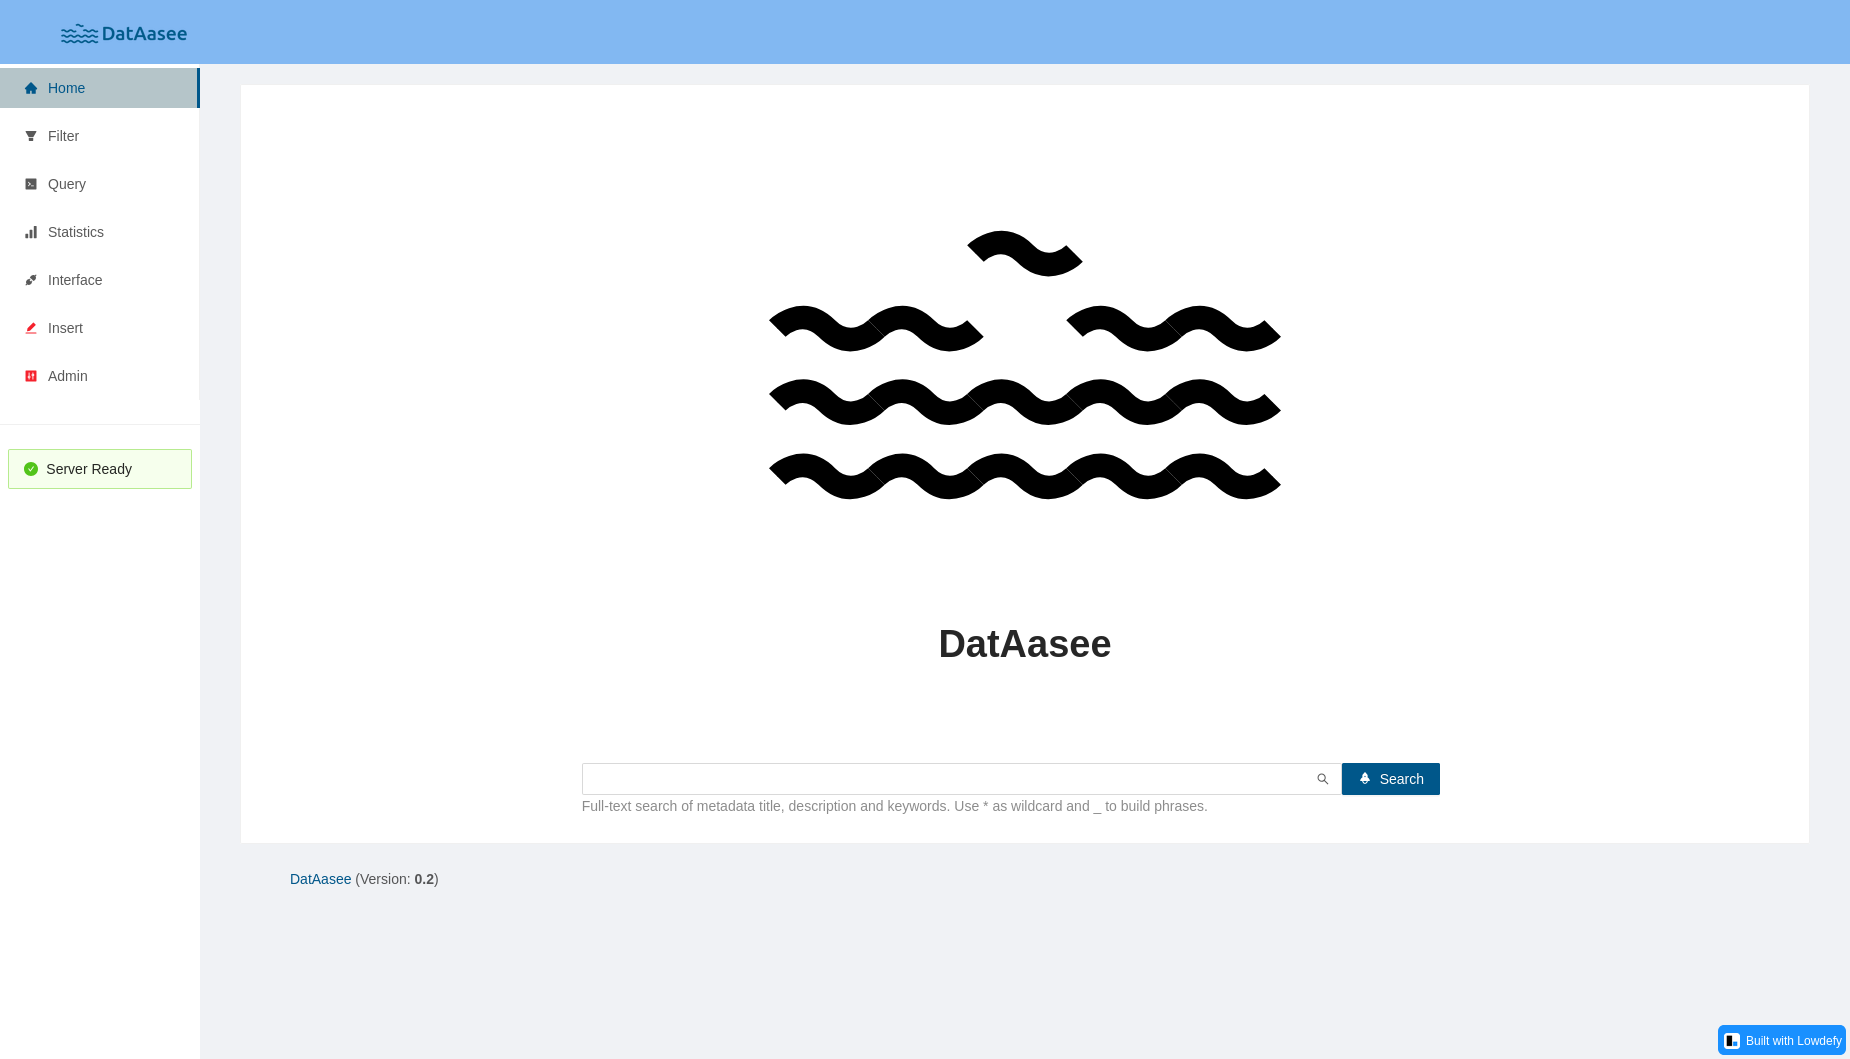 DatAasee
Home
Filter
Query
Statistics
Interface
Insert
Admin
Server Ready
DatAasee
Search
Full-text search of metadata title, description and keywords. Use * as wildcard and _ to build phrases.
DatAasee (Version: 0.2)
Built with Lowdefy